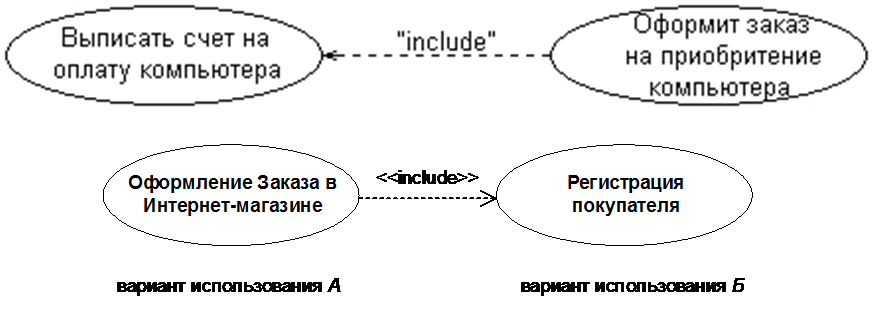 Выписать счет на
оплату компьютера
"include"
Оформит заказ
на приобритение
компьютера
Оформление Заказа в
Интернет-магазине
<<include>>
Регистрация
покупателя
вариант использования А
вариант использования Б